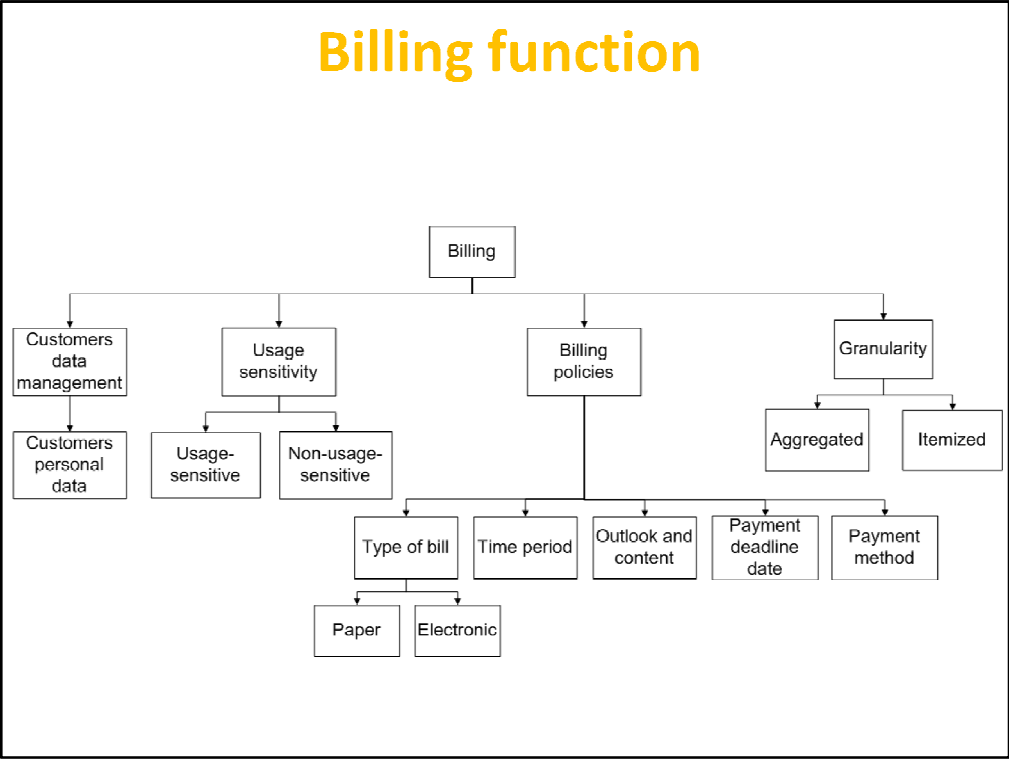 Billing function
Billing
Customers
data
management
Usage
sensitivity
Billing
policies
Granularity
Customers
personal
data
Usage-
sensitive
Non-usage-
sensitive
Aggregated
Itemized
Type of bill
Time period
Outlook and
content
Payment
deadline
date
Payment
method
Paper
Electronic